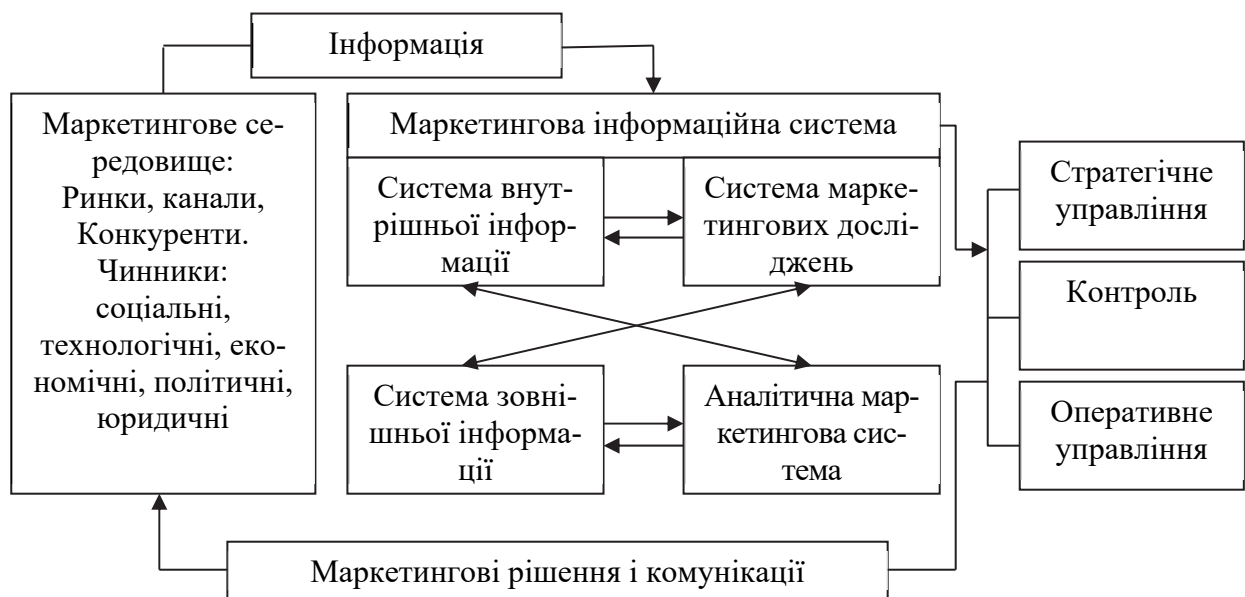 Інформація
Маркетингове се-
редовище:
Ринки, канали,
Конкуренти.
Чинники:
соціальні,
технологічні, еко-
номічні, політичні,
юридичні
Маркетингова інформаційна система
Система внут-
рішньої інфор-
мації
Система марке-
тингових дослі-
джень
Система зовні-
шньої інформа-
ції
Аналітична мар-
кетингова сис-
тема
Стратегічне
управління
Контроль
Оперативне
управління
Маркетингові рішення і комунікації